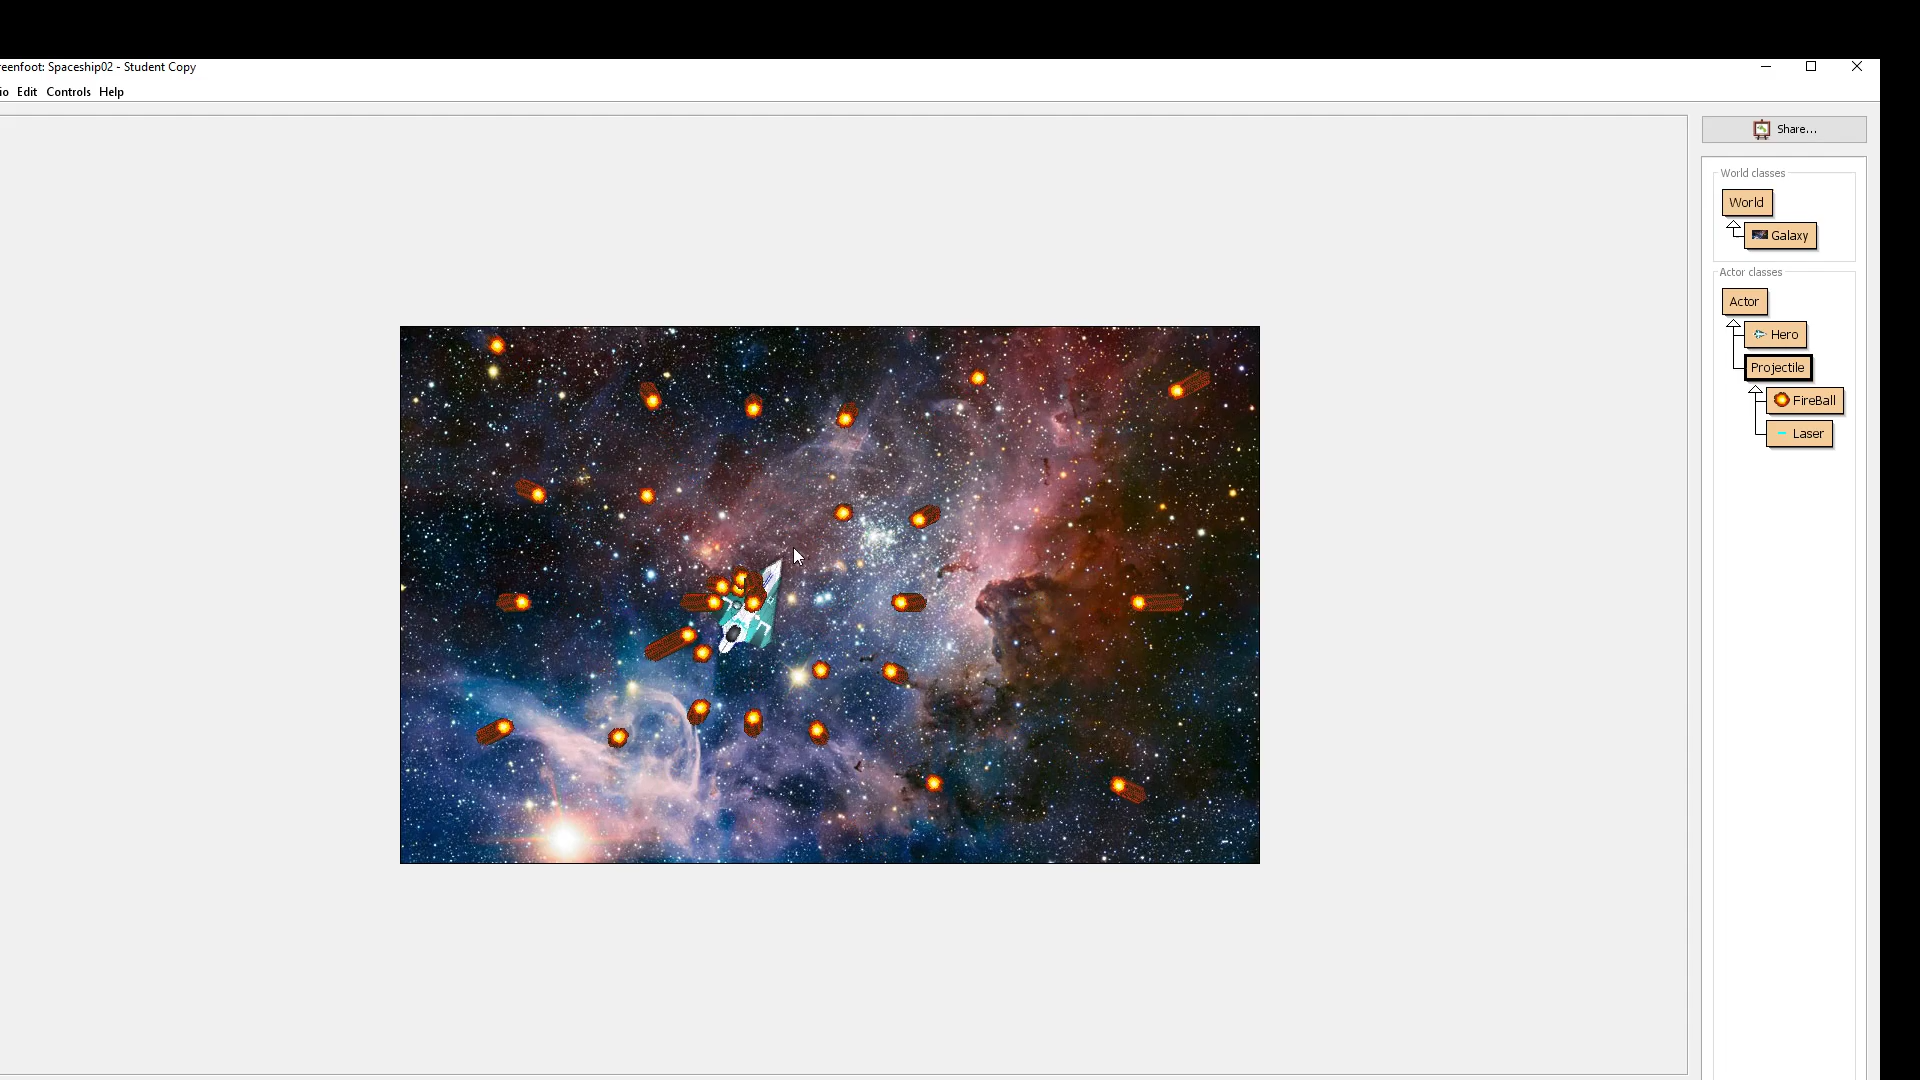 reenfoot: Spaceship02 - Student Copy
io Edit Controls Help
Share...
World classes
World
Galaxy
Actor classes
Actor
Hero
Projectile
FireBall
Laser